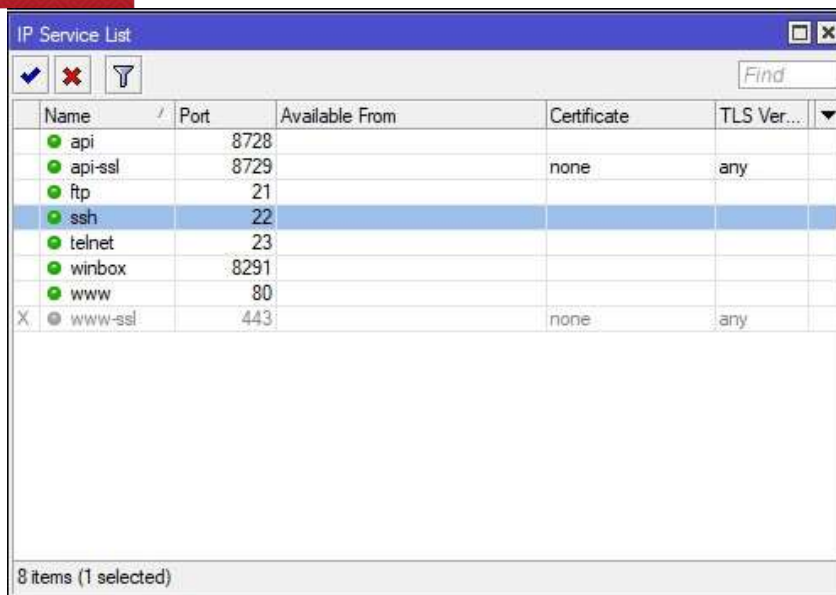 IP Service List
Find
Name Port Available From Certificate TLS Ver...
api 8728
api-ssl 8729 none any
ftp 21
ssh 22
telnet 23
winbox 8291
www 80
X www-ssl 443 none any
8 items (1 selected)